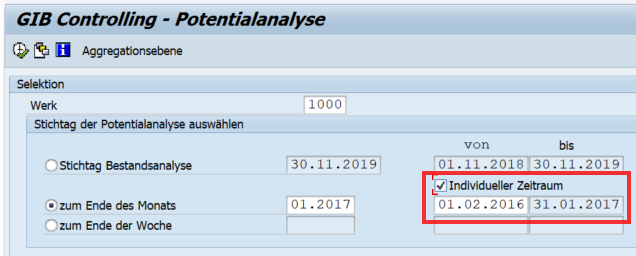 GIB Controlling - Potentialanalyse
Aggregationsebene
Selektion
Werk 1000
Stichtag der Potentialanalyse auswählen
von bis
Stichtag Bestandsanalyse 30.11.2019 01.11.2018 30.11.2019
Individueller Zeitraum
zum Ende des Monats 01.2017 01.02.2016 31.01.2017
zum Ende der Woche